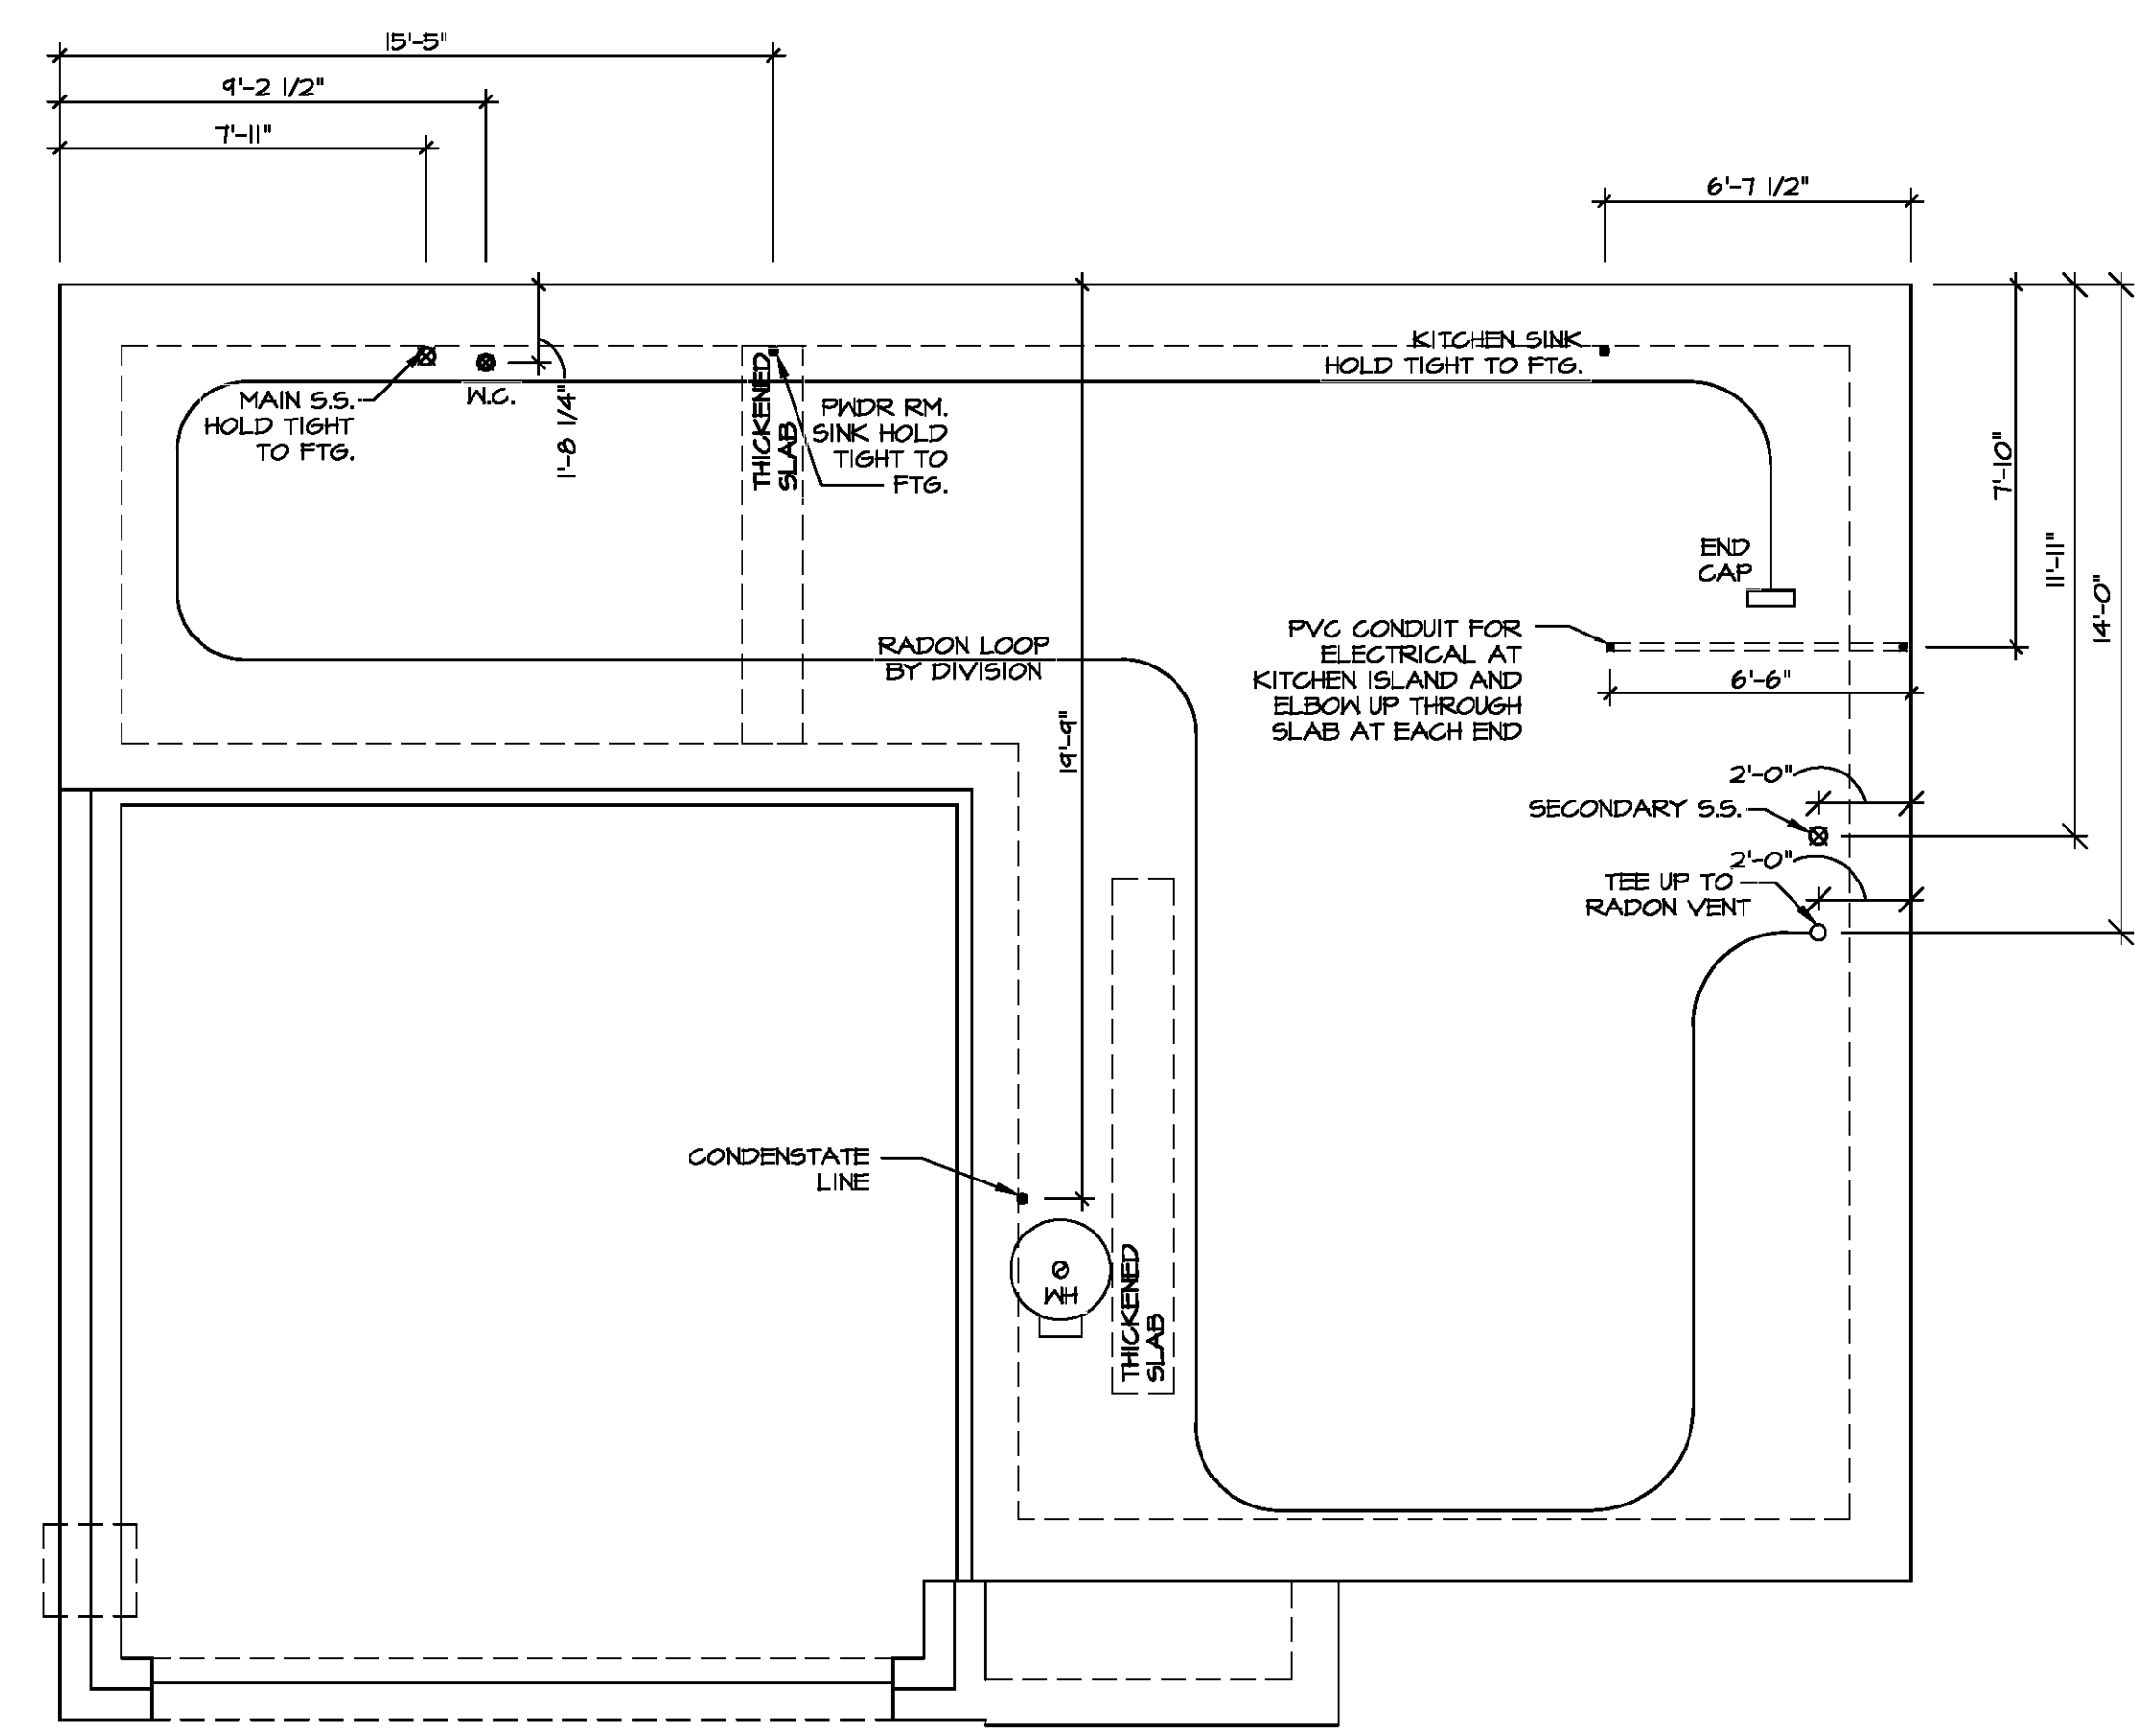 15'-5"
9'-2 1/2"
7'-11"
6'-7 1/2"
KITCHEN SINK
HOLD TIGHT TO FTG.
MAIN S.S.
HOLD TIGHT
TO FTG.
W.C.
1'-8 1/4"
THICKENED
SLAB
PWDR RM.
SINK HOLD
TIGHT TO
FTG.
7'-10"
11'-11"
14'-0"
END
CAP
RADON LOOP
BY DIVISION
PVC CONDUIT FOR
ELECTRICAL AT
KITCHEN ISLAND AND
ELBOW UP THROUGH
SLAB AT EACH END
6'-6"
19'-9"
2'-0"
SECONDARY S.S.
2'-0"
TEE UP TO
RADON VENT
CONDENSTATE
LINE
WH
THICKENED
SLAB